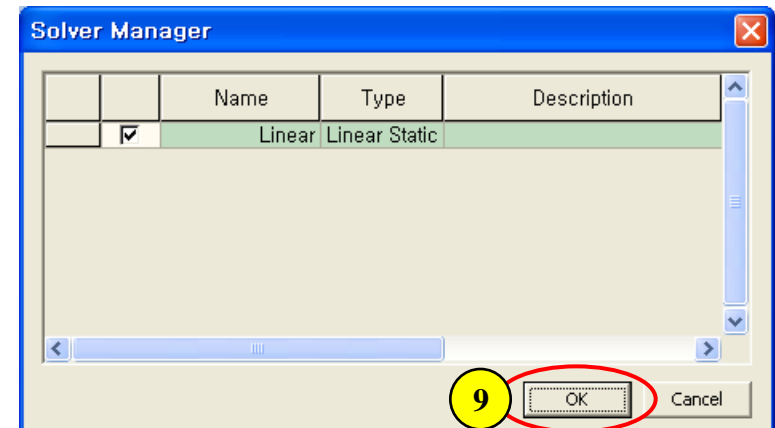 Solver Manager
Name Type Description
Linear Linear Static
9 OK Cancel